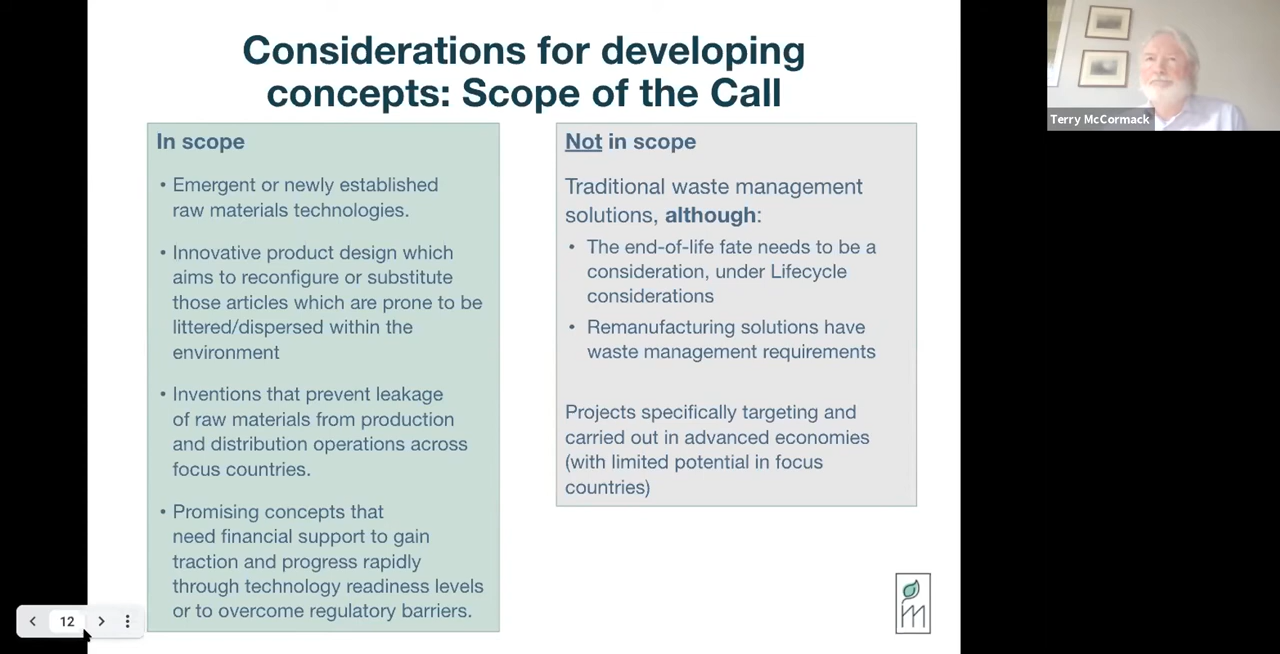 Considerations for developing
concepts: Scope of the Call
In scope
• Emergent or newly established
raw materials technologies.
• Innovative product design which
aims to reconfigure or substitute
those articles which are prone to be
littered/dispersed within the
environment
• Inventions that prevent leakage
of raw materials from production
and distribution operations across
focus countries.
• Promising concepts that
need financial support to gain
traction and progress rapidly
through technology readiness levels
or to overcome regulatory barriers.
Not in scope
Traditional waste management
solutions, although:
• The end-of-life fate needs to be a
consideration, under Lifecycle
considerations
• Remanufacturing solutions have
waste management requirements
Projects specifically targeting and
carried out in advanced economies
(with limited potential in focus
countries)
Terry McCormack
12